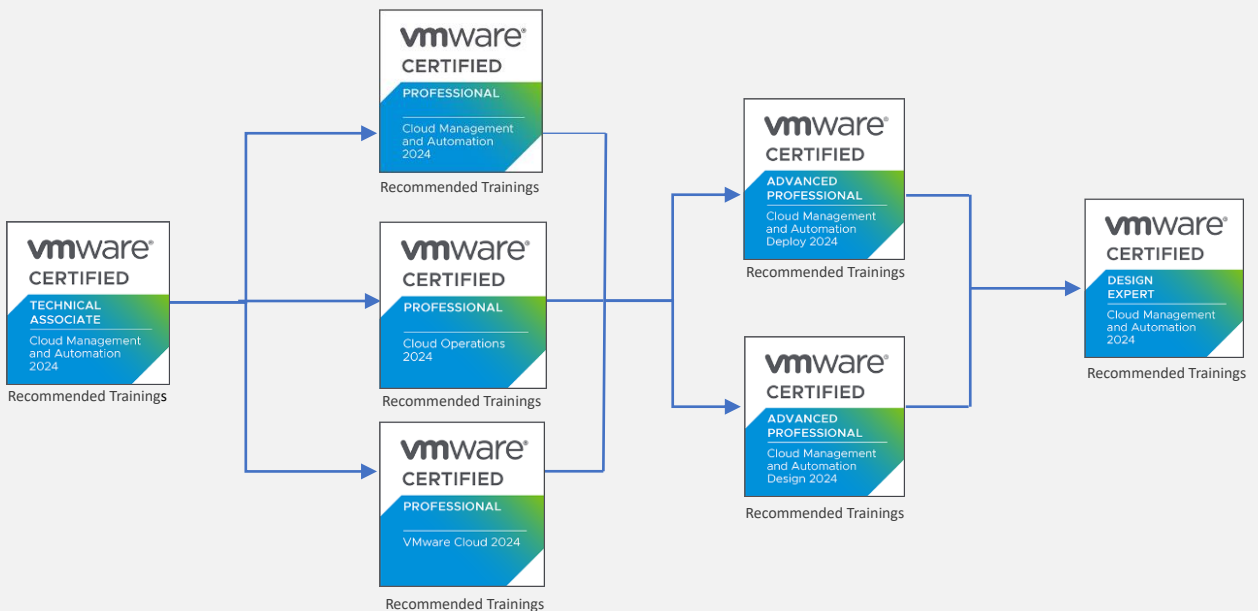 vmware®
CERTIFIED
TECHNICAL
ASSOCIATE
Cloud Management
and Automation
2024
Recommended Trainings
vmware®
CERTIFIED
PROFESSIONAL
Cloud Management
and Automation
2024
Recommended Trainings
vmware®
CERTIFIED
PROFESSIONAL
Cloud Operations
2024
Recommended Trainings
vmware®
CERTIFIED
PROFESSIONAL
VMware Cloud 2024
Recommended Trainings
vmware®
CERTIFIED
ADVANCED
PROFESSIONAL
Cloud Management
and Automation
Deploy 2024
Recommended Trainings
vmware®
CERTIFIED
ADVANCED
PROFESSIONAL
Cloud Management
and Automation
Design 2024
Recommended Trainings
vmware®
CERTIFIED
DESIGN
EXPERT
Cloud Management
and Automation
2024
Recommended Trainings